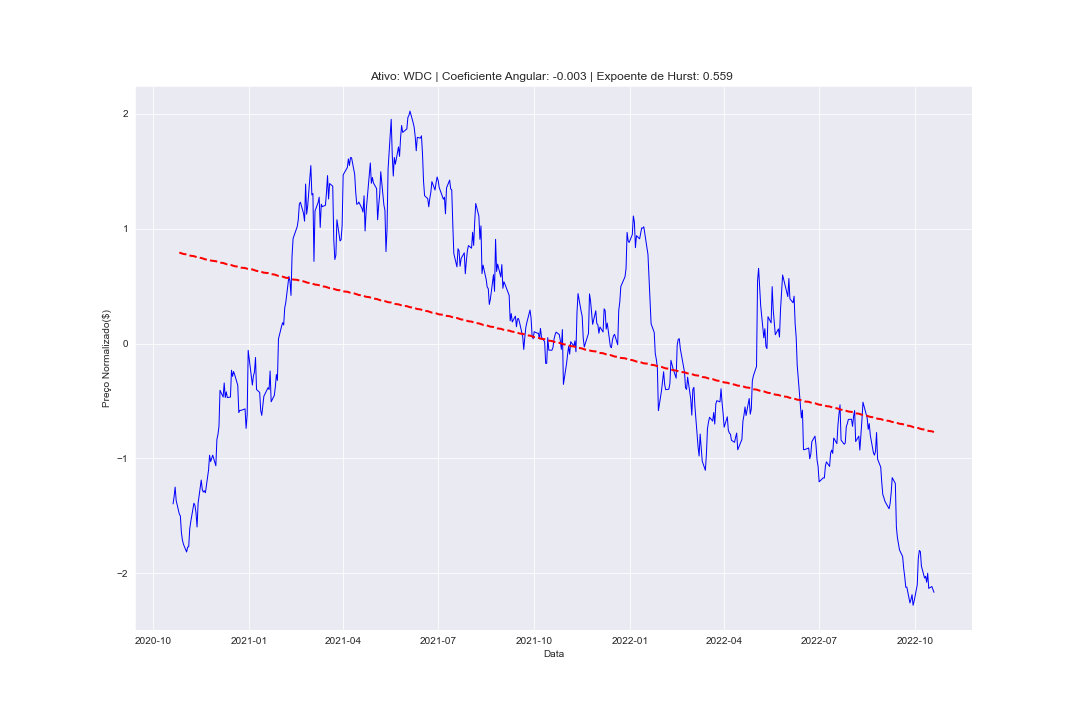 Ativo: WDC | Coeficiente Angular: -0.003 | Expoente de Hurst: 0.559
2
1
0
−1
−2
Preço Normalizado($)
2020-10 2021-01 2021-04 2021-07 2021-10 2022-01 2022-04 2022-07 2022-10
Data